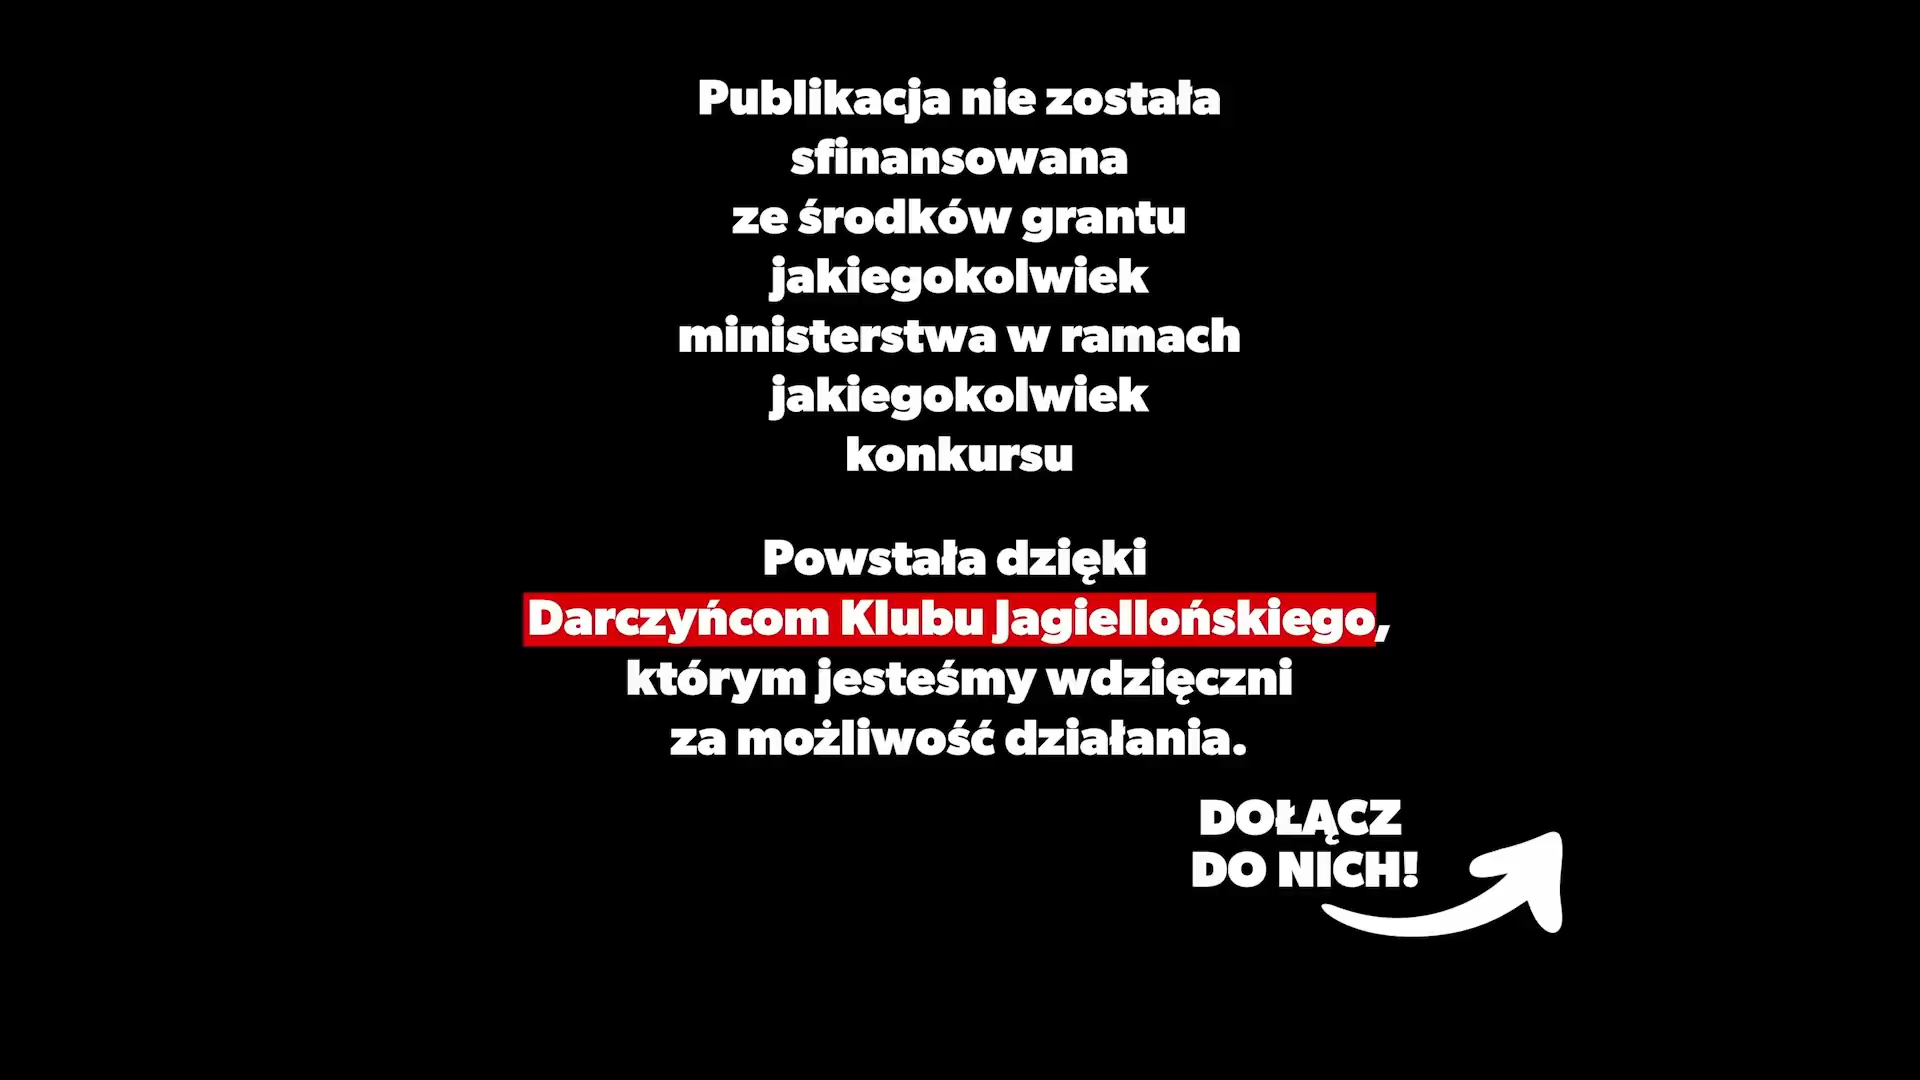 Publikacja nie została
sfinansowana
ze środków grantu
jakiegokolwiek
ministerstwa w ramach
jakiegokolwiek
konkursu
Powstała dzięki
Darczyńcom Klubu Jagiellońskiego,
którym jesteśmy wdzięczni
za możliwość działania.
DOŁĄCZ
DO NICH!